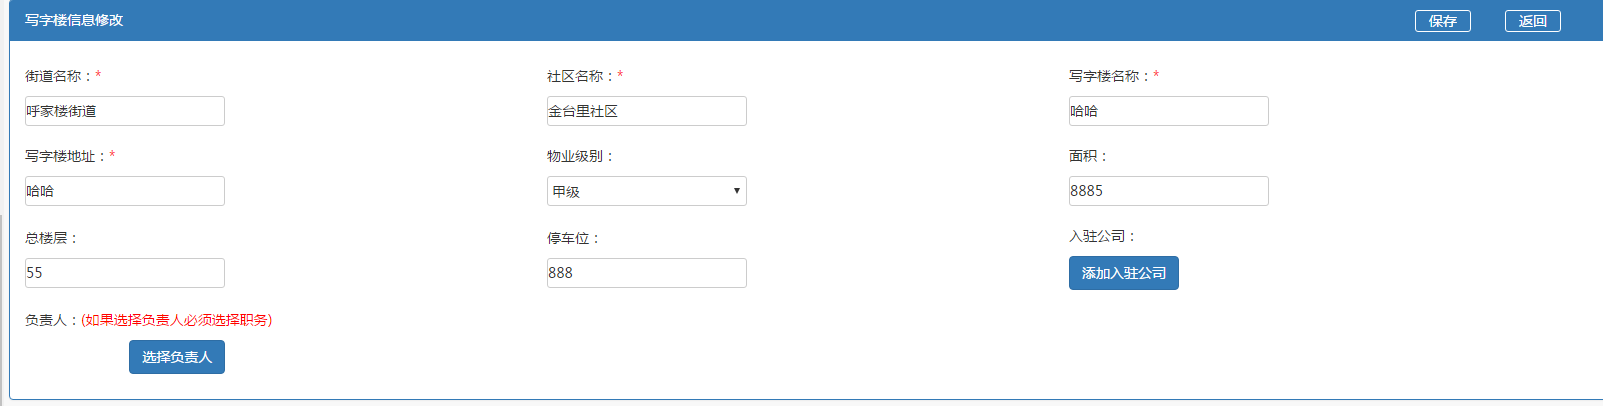 写字楼信息修改 保存 返回
街道名称：* 社区名称：* 写字楼名称：*
呼家楼街道 金台里社区 哈哈
写字楼地址：* 物业级别： 面积：
哈哈 甲级 8885
总楼层： 停车位： 入驻公司：
55 888 添加入驻公司
负责人：(如果选择负责人必须选择职务)
选择负责人